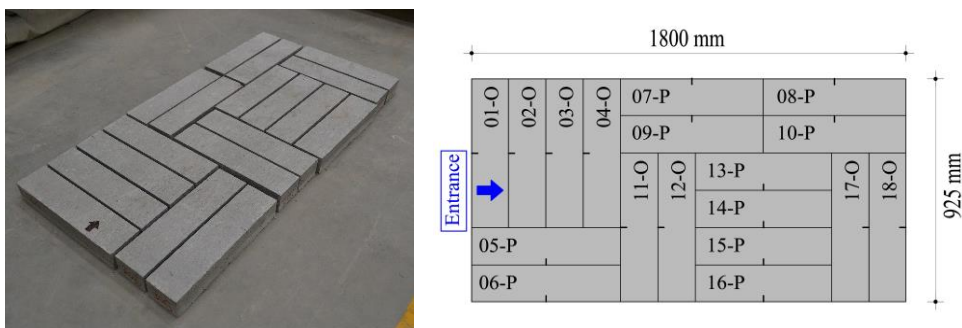 1800 mm
925 mm
Entrance
01-O
02-O
03-O
04-O
05-P
06-P
07-P
08-P
09-P
10-P
11-O
12-O
13-P
14-P
15-P
16-P
17-O
18-O